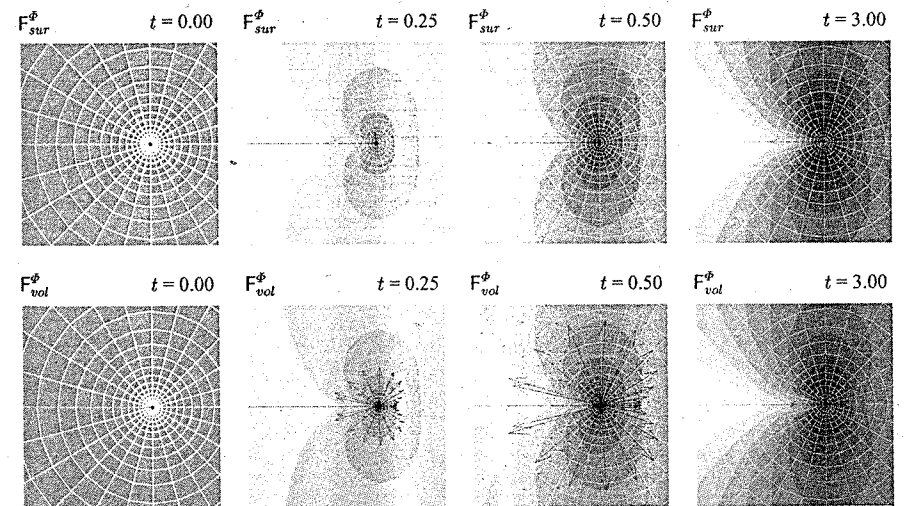 F^Φ_sur t = 0.00 F^Φ_sur t = 0.25 F^Φ_sur t = 0.50 F^Φ_sur t = 3.00
F^Φ_vol t = 0.00 F^Φ_vol t = 0.25 F^Φ_vol t = 0.50 F^Φ_vol t = 3.00